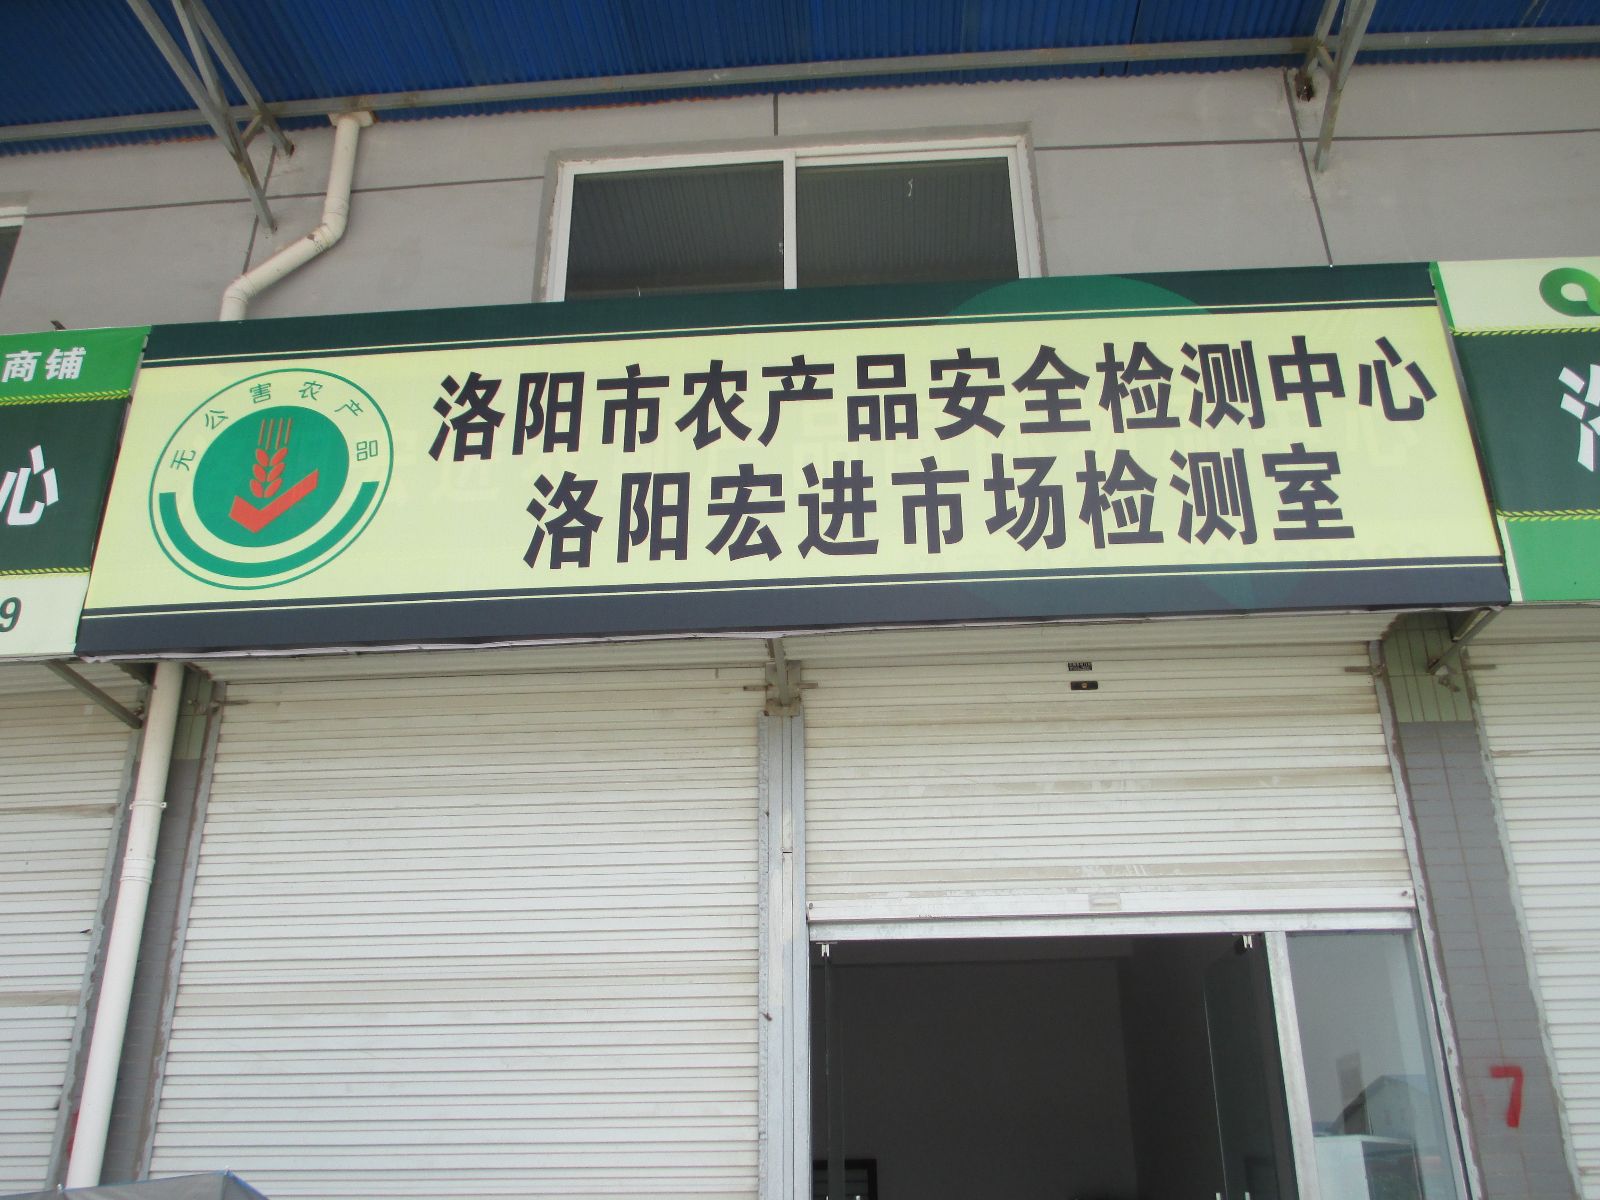 商铺
心
9
无公害农产品
洛阳市农产品安全检测中心
洛阳宏进市场检测室
7